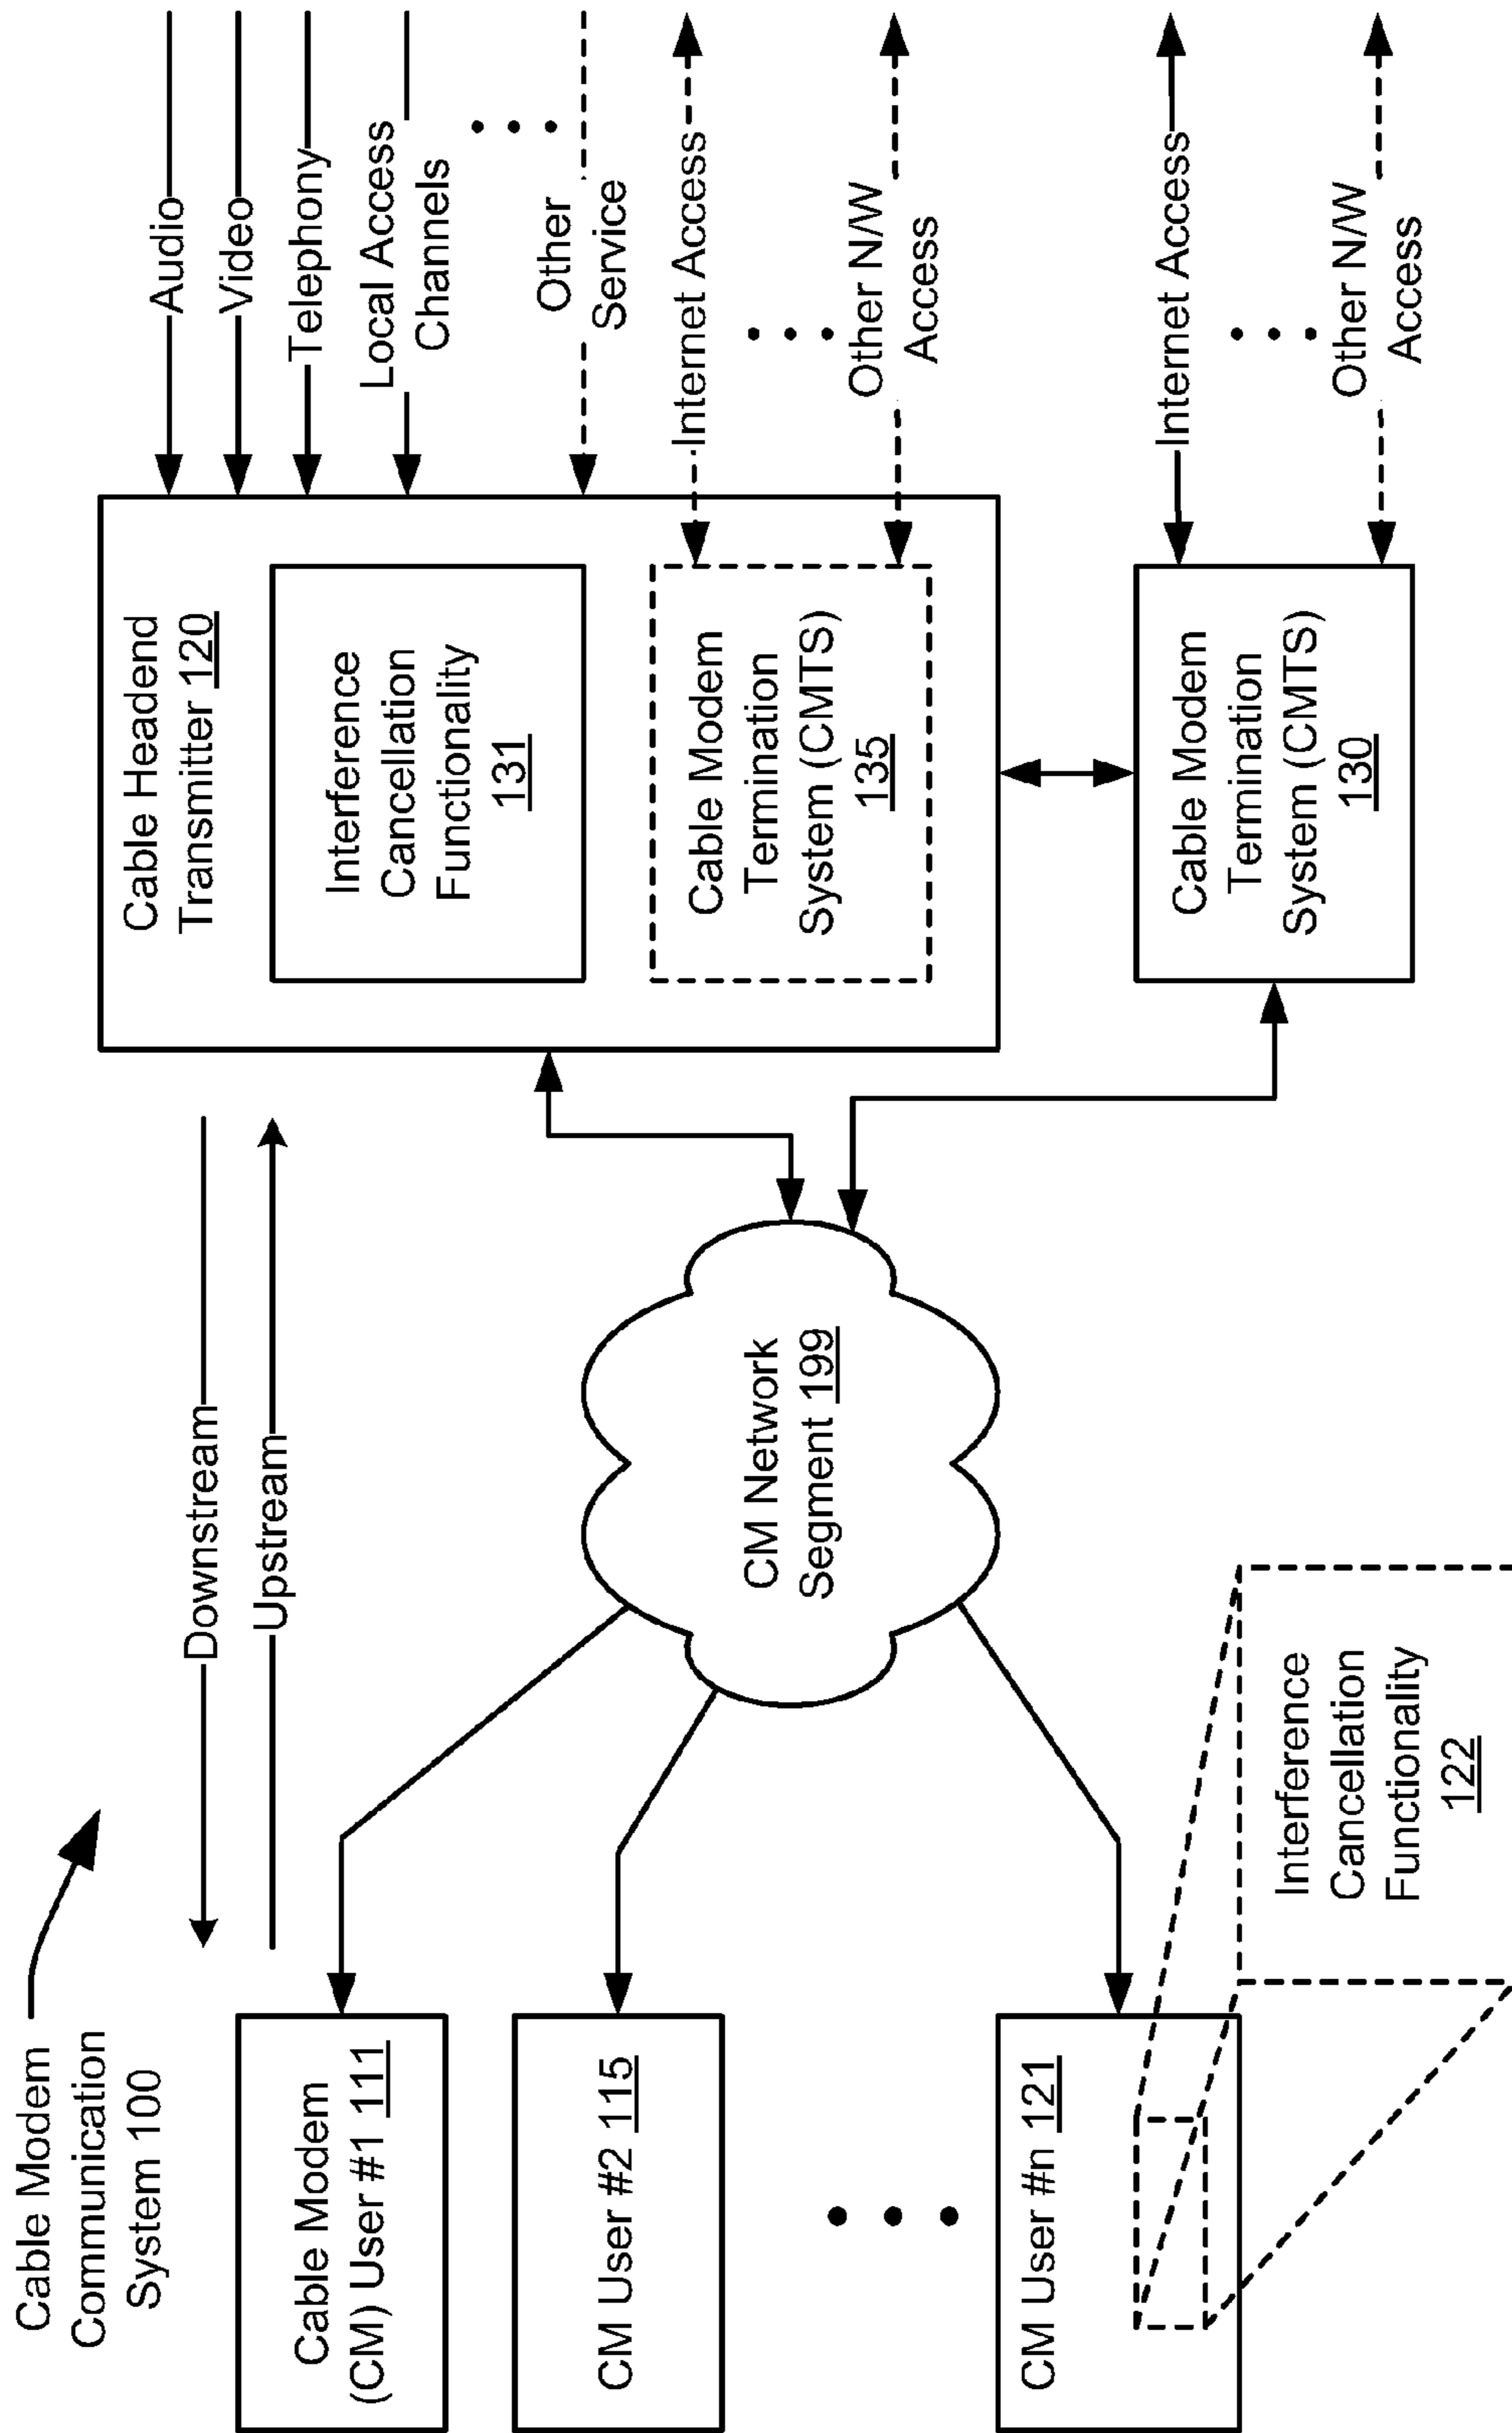 Cable Modem
Communication
System 100
Downstream
Upstream
Cable Modem
(CM) User #1 111
CM User #2 115
CM User #n 121
Interference
Cancellation
Functionality
122
CM Network
Segment 199
Cable Headend
Transmitter 120
Interference
Cancellation
Functionality
131
Cable Modem
Termination
System (CMTS)
135
Cable Modem
Termination
System (CMTS)
130
Audio
Video
Telephony
Local Access
Channels
Other
Service
Internet Access
Other N/W
Access
Internet Access
Other N/W
Access